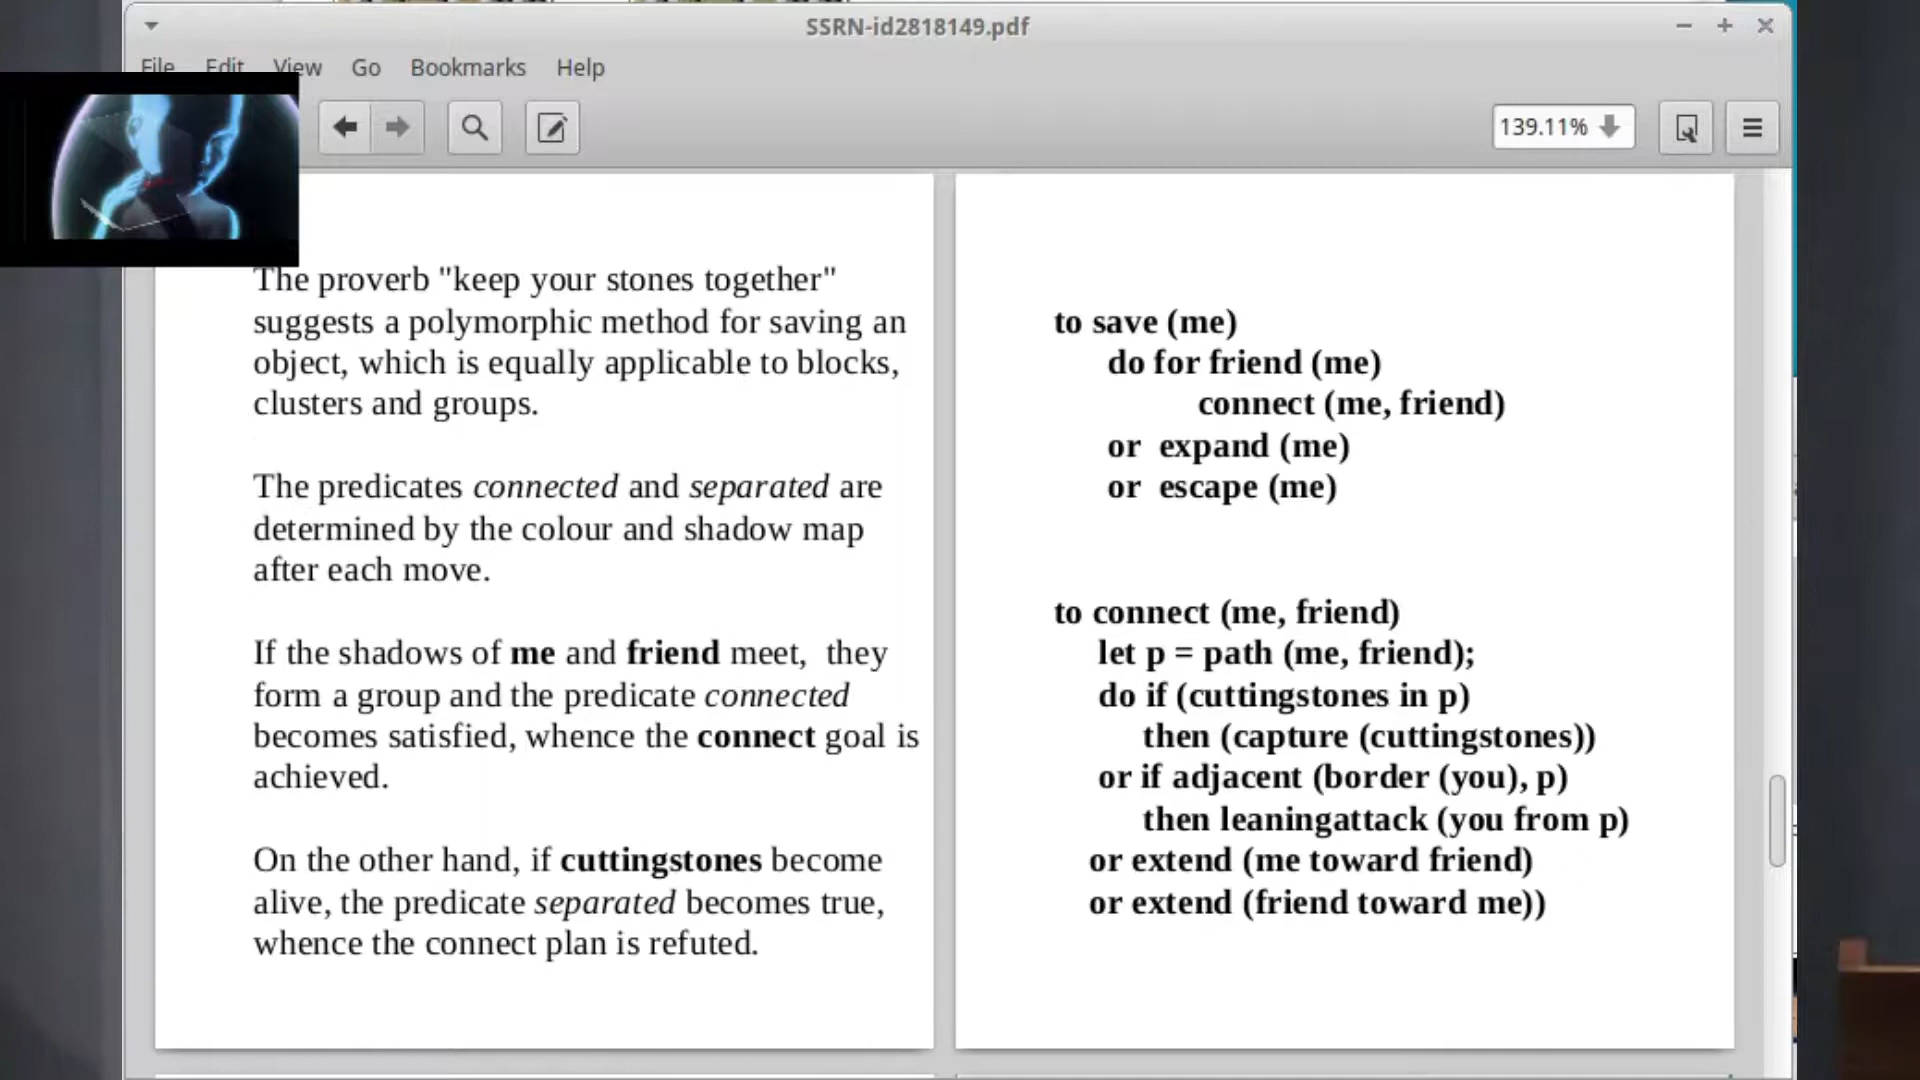 SSRN-id2818149.pdf
File Edit View Go Bookmarks Help
139.11%
The proverb "keep your stones together"
suggests a polymorphic method for saving an
object, which is equally applicable to blocks,
clusters and groups.
The predicates connected and separated are
determined by the colour and shadow map
after each move.
If the shadows of me and friend meet, they
form a group and the predicate connected
becomes satisfied, whence the connect goal is
achieved.
On the other hand, if cuttingstones become
alive, the predicate separated becomes true,
whence the connect plan is refuted.
to save (me)
do for friend (me)
connect (me, friend)
or expand (me)
or escape (me)
to connect (me, friend)
let p = path (me, friend);
do if (cuttingstones in p)
then (capture (cuttingstones))
or if adjacent (border (you), p)
then leaningattack (you from p)
or extend (me toward friend)
or extend (friend toward me))